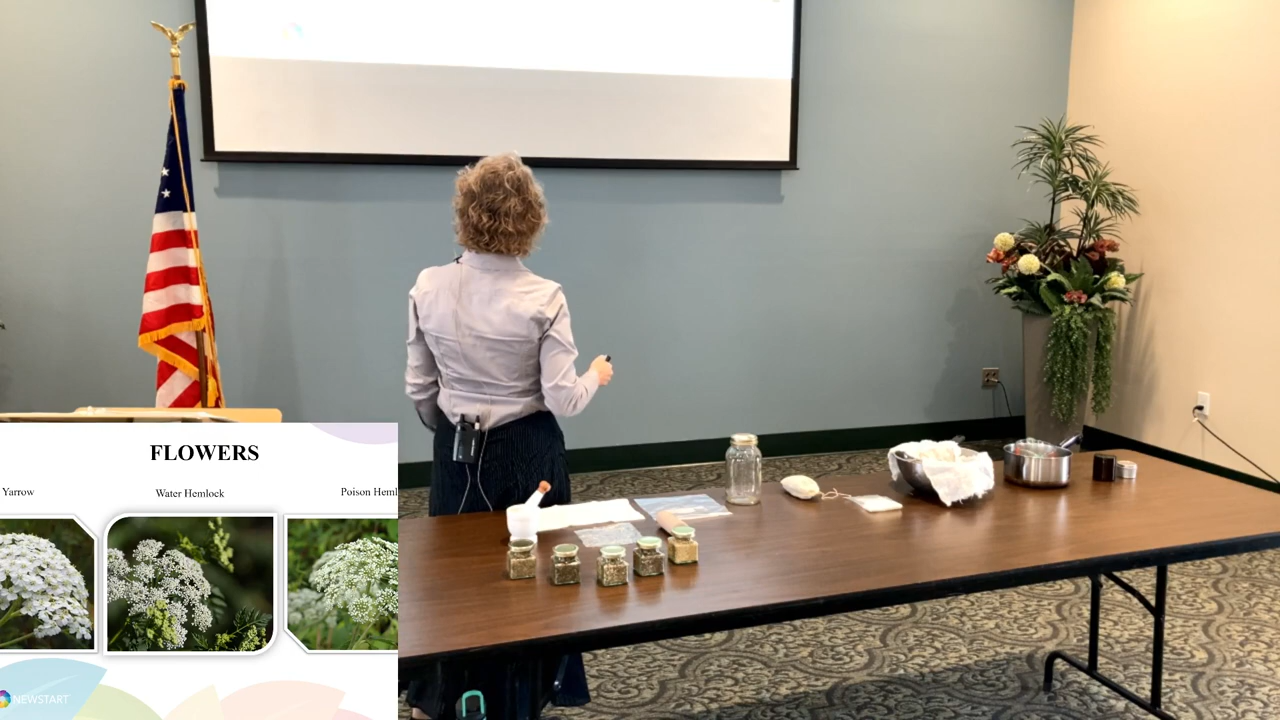 FLOWERS
Yarrow
Water Hemlock
Poison Heml
NEWSTART